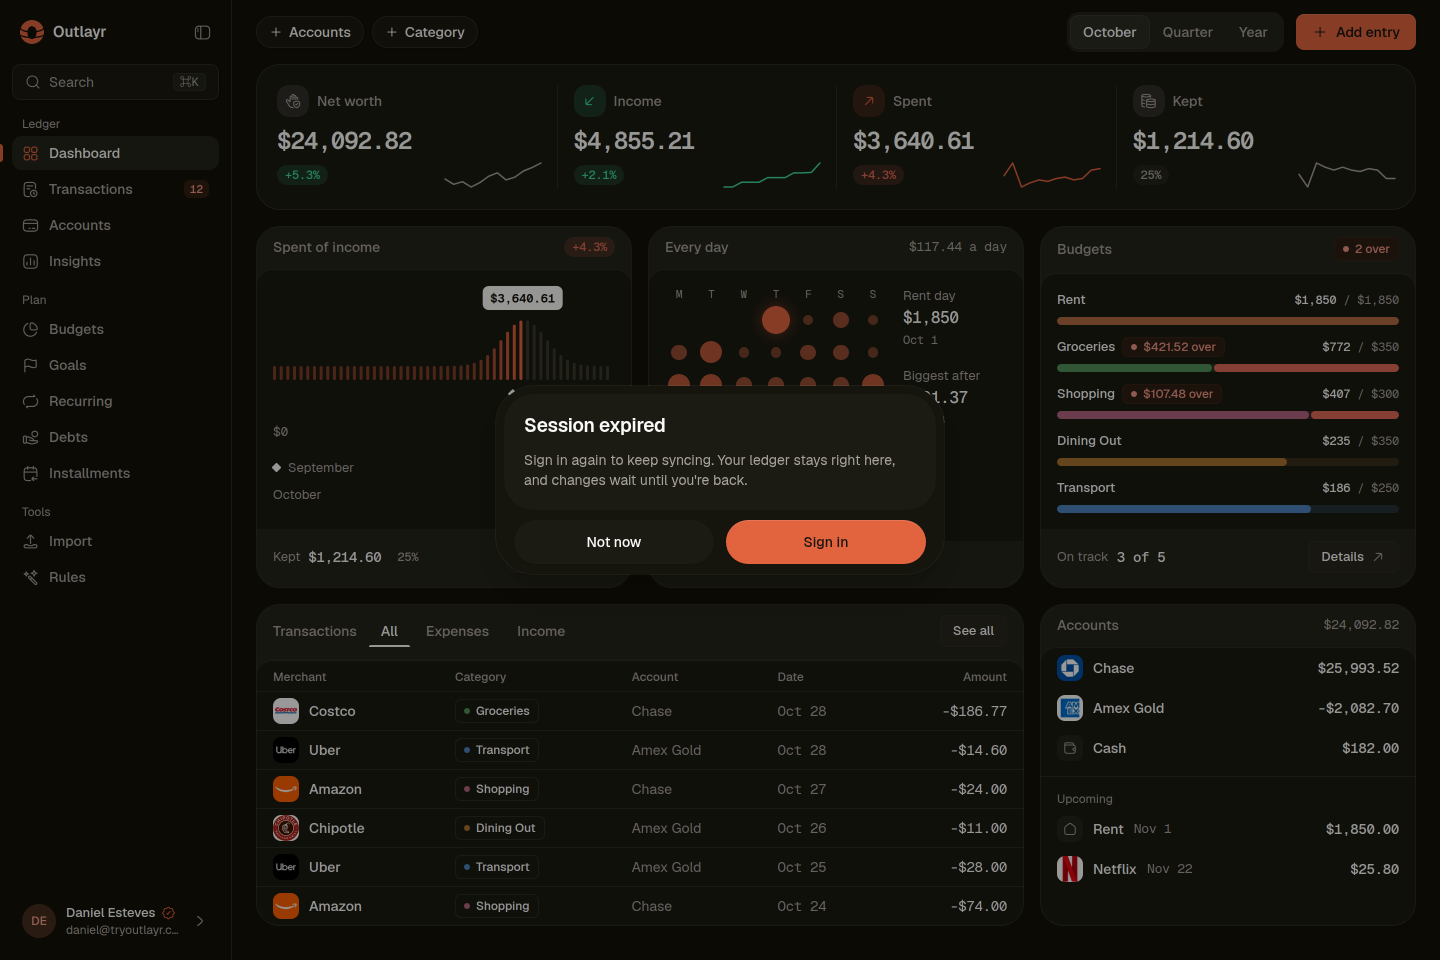 Outlayr
Search ⌘K
Ledger
Dashboard
Transactions 12
Accounts
Insights
Plan
Budgets
Goals
Recurring
Debts
Installments
Tools
Import
Rules
DE
Daniel Esteves
daniel@tryoutlayr.c…
+ Accounts + Category
October Quarter Year
+ Add entry
Net worth
$24,092.82
+5.3%
Income
$4,855.21
+2.1%
Spent
$3,640.61
+4.3%
Kept
$1,214.60
25%
Spent of income +4.3%
$3,640.61
$0
September
October
Kept $1,214.60 25%
Every day $117.44 a day
M T W T F S S
Rent day
$1,850
Oct 1
Biggest after
Budgets 2 over
Rent $1,850 / $1,850
Groceries $421.52 over $772 / $350
Shopping $107.48 over $407 / $300
Dining Out $235 / $350
Transport $186 / $250
On track 3 of 5 Details
Session expired
Sign in again to keep syncing. Your ledger stays right here,
and changes wait until you're back.
Not now Sign in
Transactions All Expenses Income See all
Merchant Category Account Date Amount
Costco Costco Groceries Chase Oct 28 -$186.77
Uber Uber Transport Amex Gold Oct 28 -$14.60
Amazon Shopping Chase Oct 27 -$24.00
Chipotle Dining Out Amex Gold Oct 26 -$11.00
Uber Uber Transport Amex Gold Oct 25 -$28.00
Amazon Shopping Chase Oct 24 -$74.00
Accounts $24,092.82
Chase $25,993.52
AM EX Amex Gold -$2,082.70
Cash $182.00
Upcoming
Rent Nov 1 $1,850.00
N Netflix Nov 22 $25.80